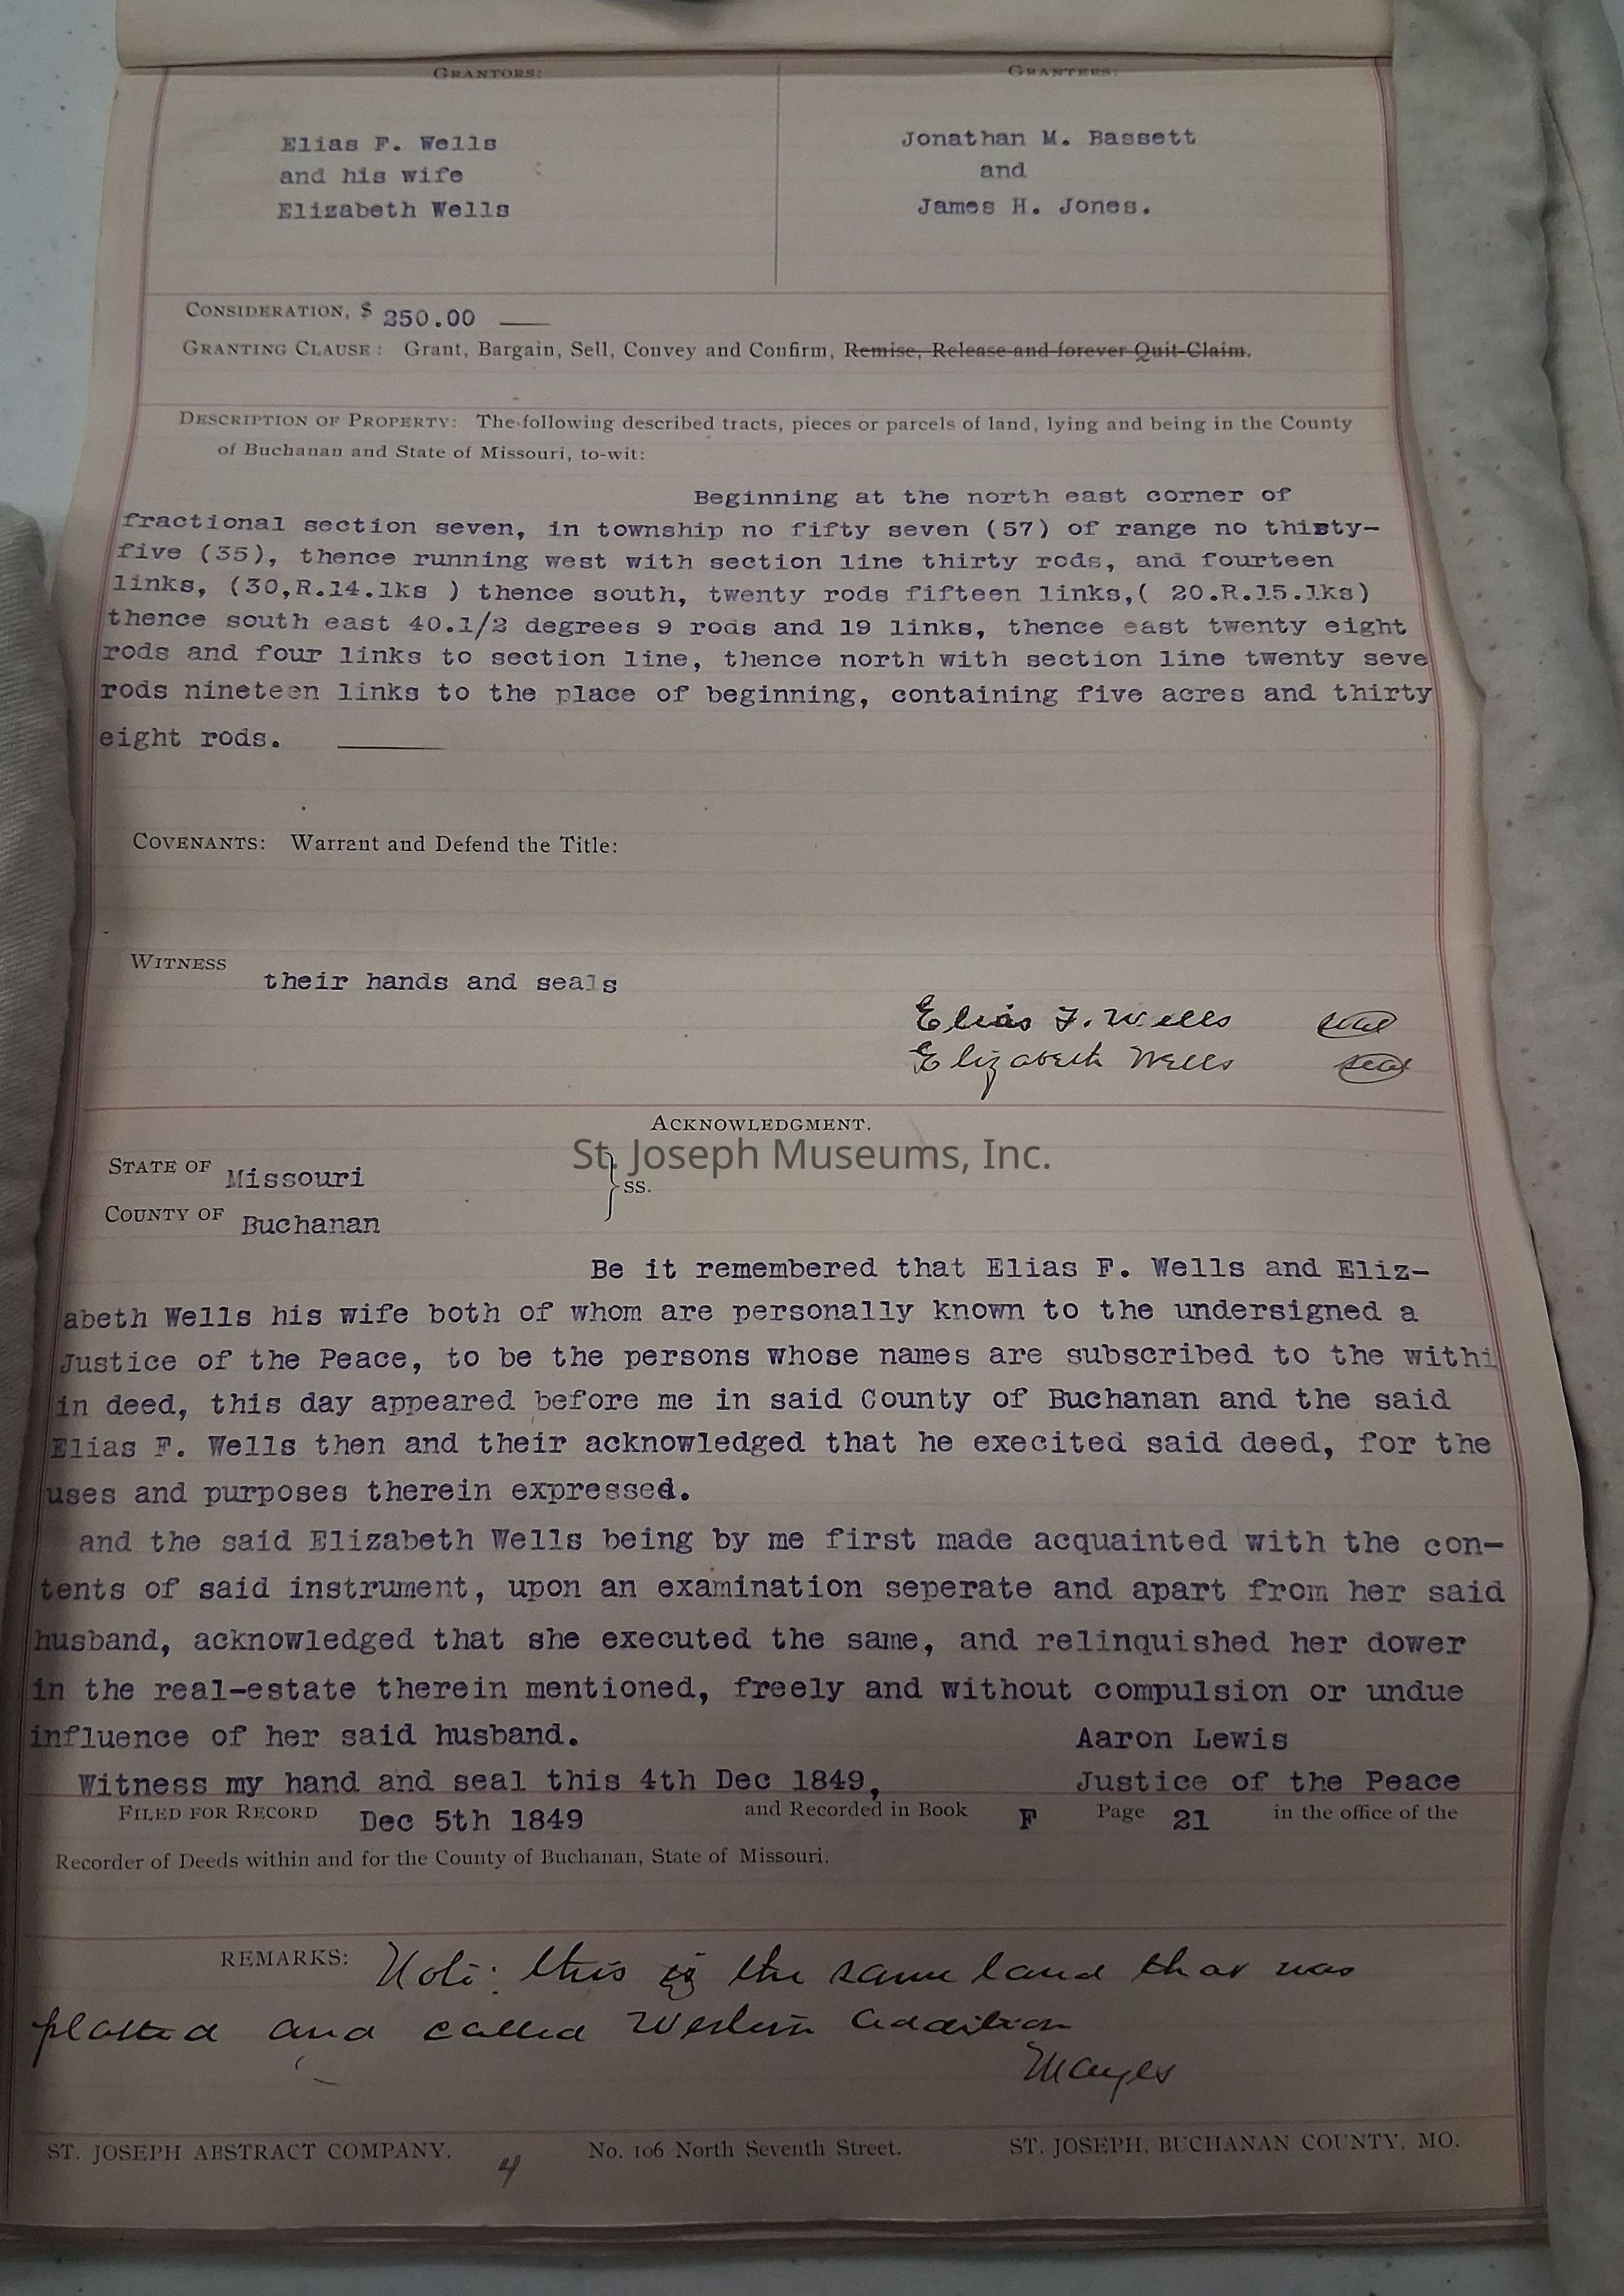 GRANTORS:
GRANTEES:
Elias F. Wells
and his wife
Elizabeth Wells
Jonathan M. Bassett
and
James H. Jones.
CONSIDERATION, $ 250.00
GRANTING CLAUSE: Grant, Bargain, Sell, Convey and Confirm, Remise, Release and forever Quit-Claim.
DESCRIPTION OF PROPERTY: The following described tracts, pieces or parcels of land, lying and being in the County
of Buchanan and State of Missouri, to-wit:
Beginning at the north east corner of
fractional section seven, in township no fifty seven (57) of range no thisty-
five (35), thence running west with section line thirty rods, and fourteen
links, (30,R.14.lks ) thence south, twenty rods fifteen links,( 20.R.15.lks)
thence south east 40.1/2 degrees 9 rods and 19 links, thence east twenty eight
rods and four links to section line, thence north with section line twenty seve
rods nineteen links to the place of beginning, containing five acres and thirty
eight rods.
COVENANTS: Warrant and Defend the Title:
WITNESS their hands and seals
Elias F. Wells seal
Elizabeth Wells seal
ACKNOWLEDGMENT.
St. Joseph Museums, Inc.
STATE OF Missouri
SS.
COUNTY OF Buchanan
Be it remembered that Elias F. Wells and Eliz-
abeth Wells his wife both of whom are personally known to the undersigned a
Justice of the Peace, to be the persons whose names are subscribed to the withi
in deed, this day appeared before me in said County of Buchanan and the said
Elias F. Wells then and their acknowledged that he execited said deed, for the
uses and purposes therein expressed.
and the said Elizabeth Wells being by me first made acquainted with the con-
tents of said instrument, upon an examination seperate and apart from her said
husband, acknowledged that she executed the same, and relinquished her dower
in the real-estate therein mentioned, freely and without compulsion or undue
influence of her said husband. Aaron Lewis
Witness my hand and seal this 4th Dec 1849, Justice of the Peace
FILED FOR RECORD Dec 5th 1849 and Recorded in Book F Page 21 in the office of the
Recorder of Deeds within and for the County of Buchanan, State of Missouri.
REMARKS: Note: this is the same land that was
platted and called Western addition
Mayes
ST. JOSEPH ABSTRACT COMPANY. No. 106 North Seventh Street. ST. JOSEPH, BUCHANAN COUNTY, MO.
4